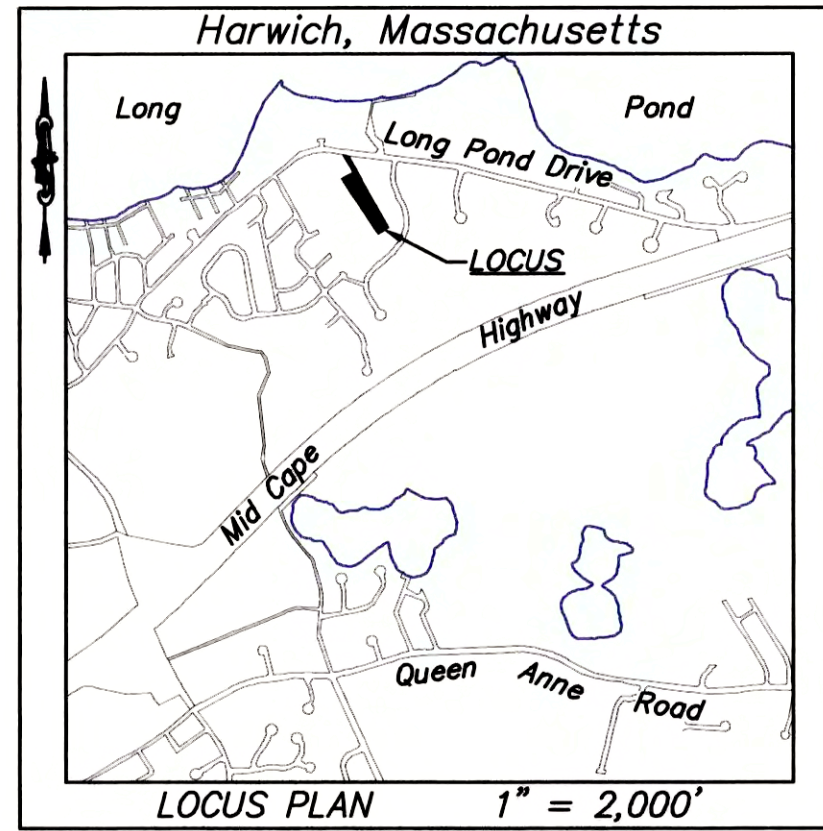 Harwich, Massachusetts
Long Pond
Long Pond Drive
LOCUS
Highway
Mid Cape
Queen Anne Road
LOCUS PLAN 1" = 2,000'